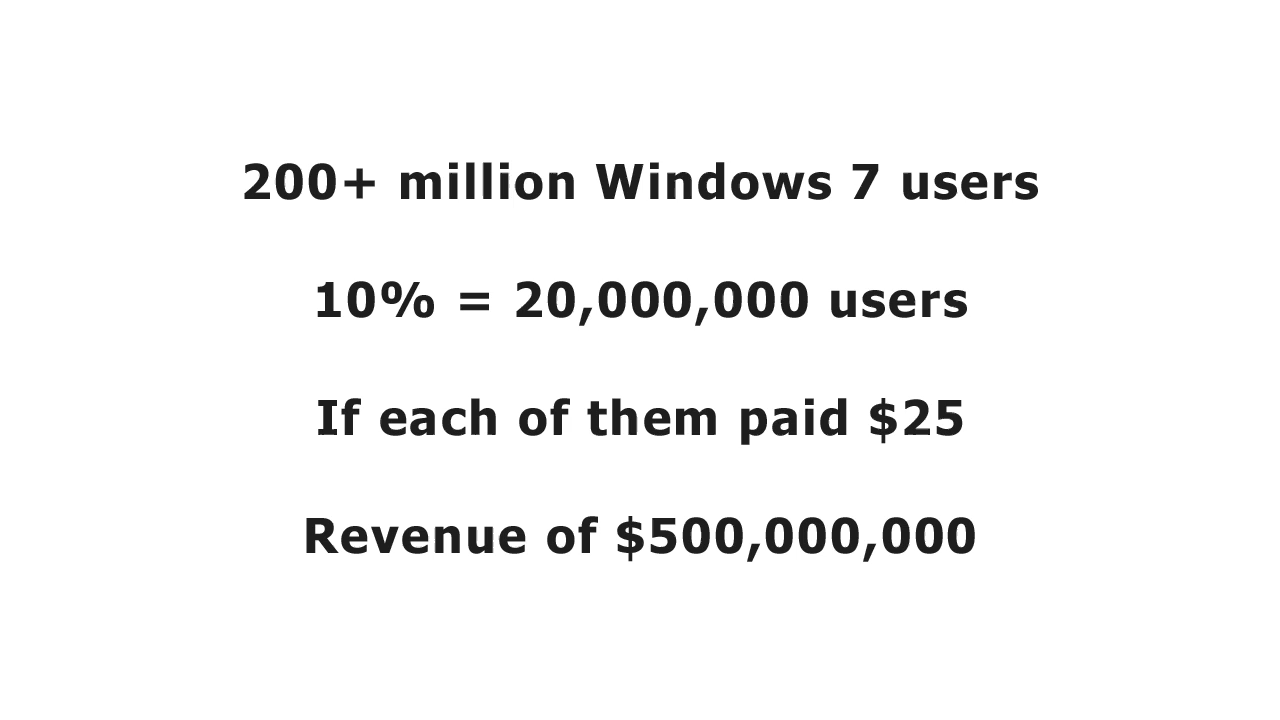 200+ million Windows 7 users
10% = 20,000,000 users
If each of them paid $25
Revenue of $500,000,000